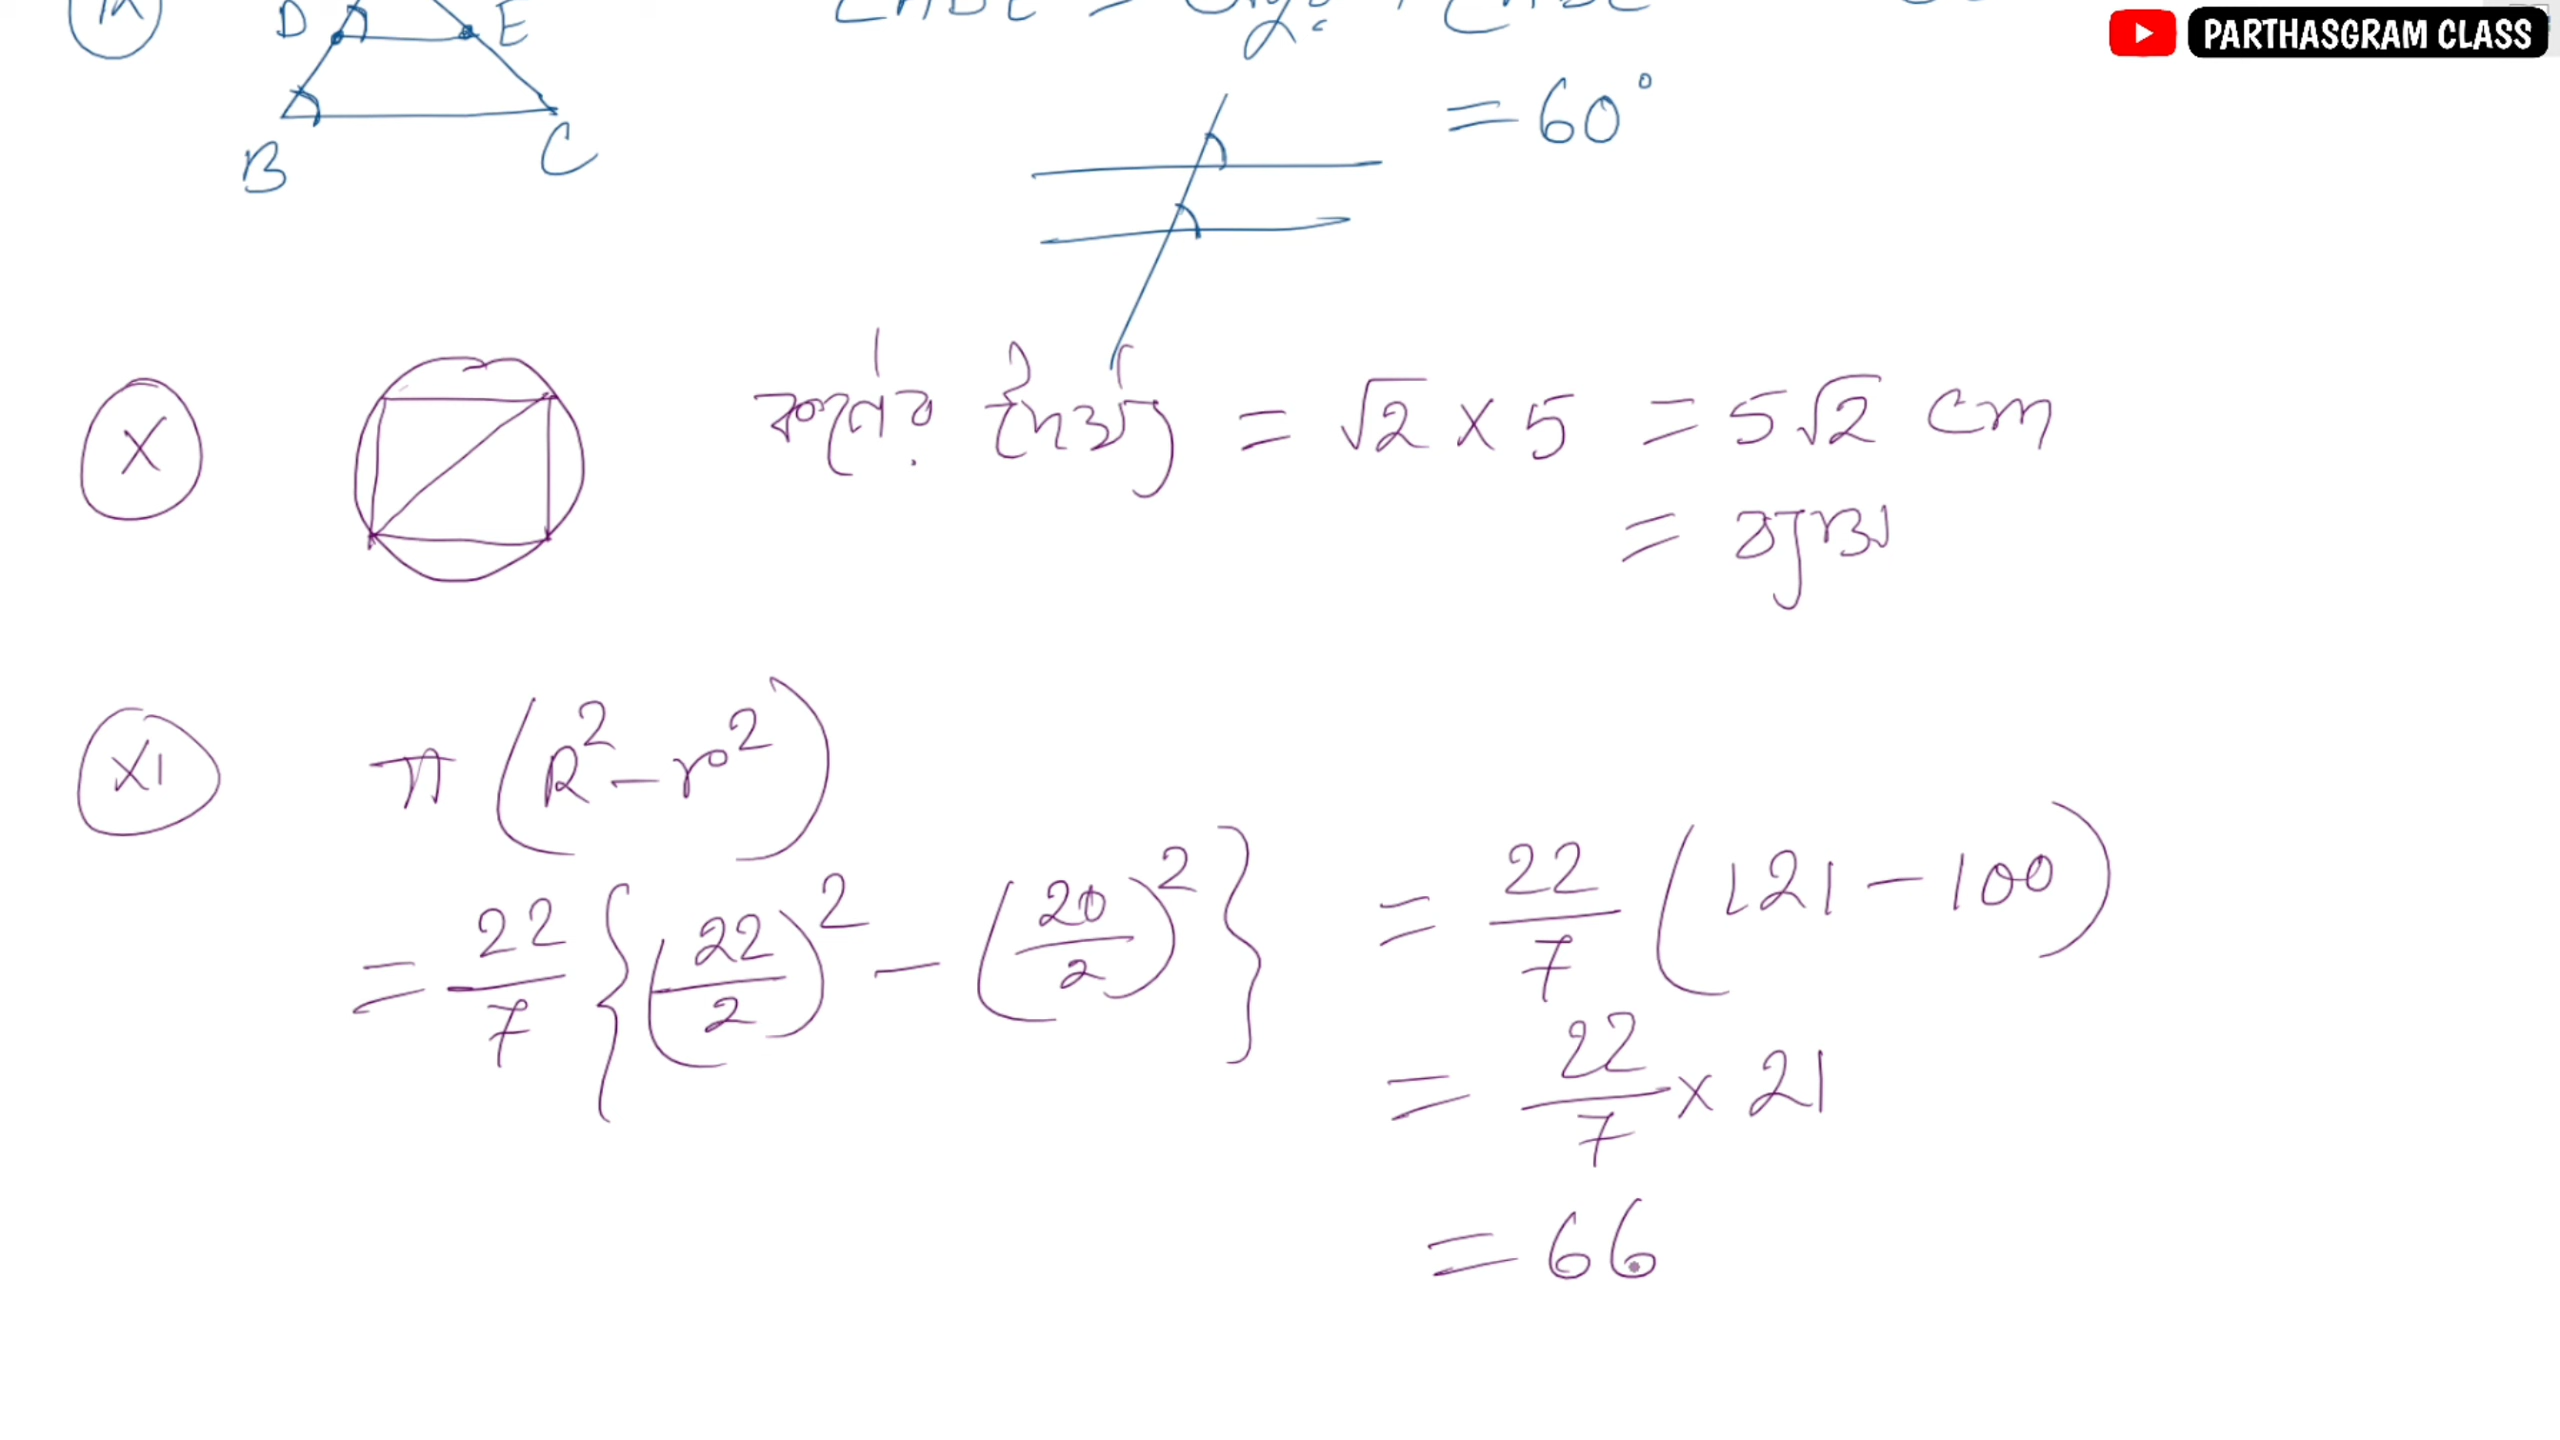 PARTHASGRAM CLASS
D E
= 60°
B C
X কর্ণের দৈর্ঘ্য = √2 × 5 = 5√2 cm
= ব্যাস
XI π (R² – r²)
= 22/7 {(22/2)² – (20/2)²} = 22/7 (121 – 100)
= 22/7 × 21
= 66